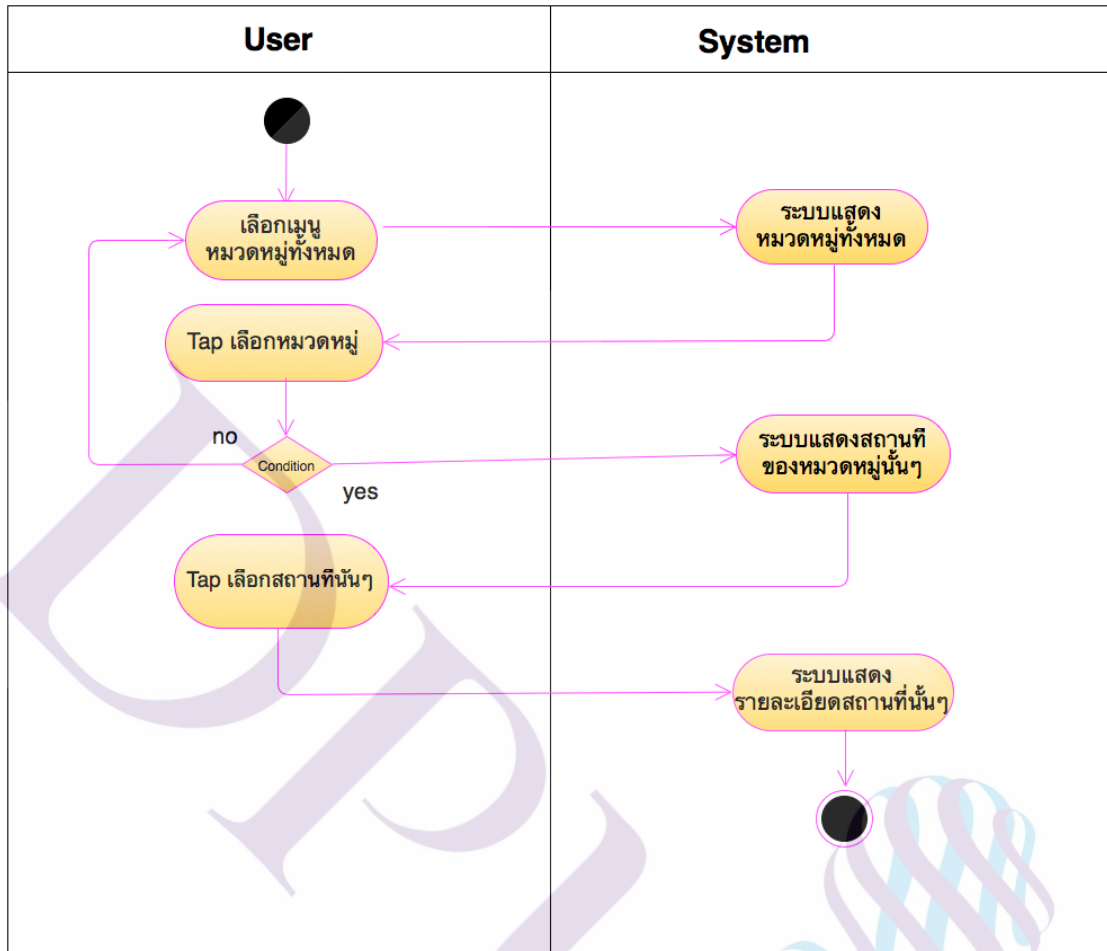 User
System
เลือกเมนู
หมวดหมู่ทั้งหมด
ระบบแสดง
หมวดหมู่ทั้งหมด
Tap เลือกหมวดหมู่
no
Condition
yes
ระบบแสดงสถานที
ของหมวดหมู่นั้นๆ
Tap เลือกสถานทีนันๆ
ระบบแสดง
รายละเอียดสถานที่นั้นๆ